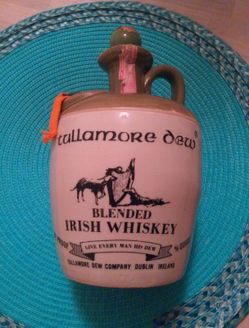 tullamore dew®
BLENDED
IRISH WHISKEY
GIVE EVERY MAN HIS DEW
TULLAMORE DEW COMPANY DUBLIN IRELAND